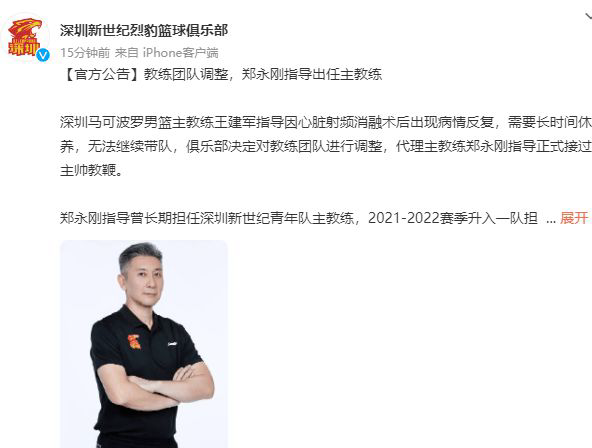 深圳新世纪烈豹篮球俱乐部
15分钟前 来自 iPhone客户端
【官方公告】教练团队调整，郑永刚指导出任主教练
深圳马可波罗男篮主教练王建军指导因心脏射频消融术后出现病情反复，需要长时间休
养，无法继续带队，俱乐部决定对教练团队进行调整，代理主教练郑永刚指导正式接过
主帅教鞭。
郑永刚指导曾长期担任深圳新世纪青年队主教练，2021-2022赛季升入一队担 ... 展开
深圳